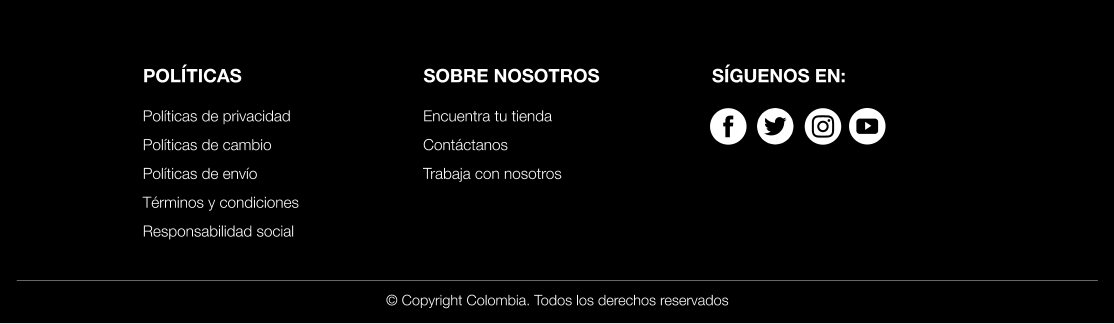 POLÍTICAS
Políticas de privacidad
Políticas de cambio
Políticas de envío
Términos y condiciones
Responsabilidad social
SOBRE NOSOTROS
Encuentra tu tienda
Contáctanos
Trabaja con nosotros
SÍGUENOS EN:
© Copyright Colombia. Todos los derechos reservados